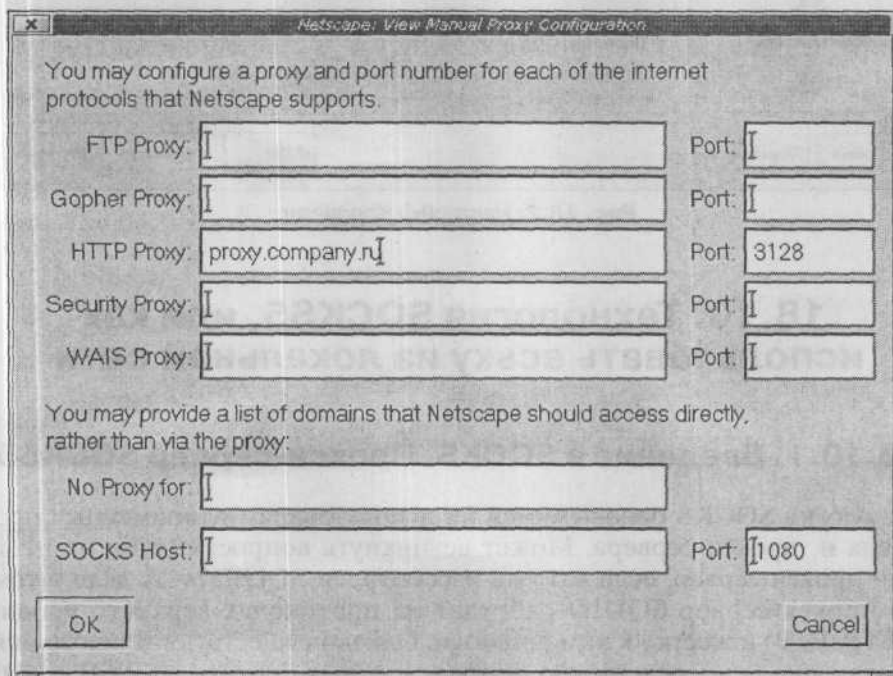 Netscape: View Manual Proxy Configuration
You may configure a proxy and port number for each of the internet
protocols that Netscape supports.
FTP Proxy: Port:
Gopher Proxy: Port:
HTTP Proxy: proxy.company.ru Port: 3128
Security Proxy: Port:
WAIS Proxy: Port:
You may provide a list of domains that Netscape should access directly,
rather than via the proxy:
No Proxy for:
SOCKS Host: Port: 1080
OK Cancel